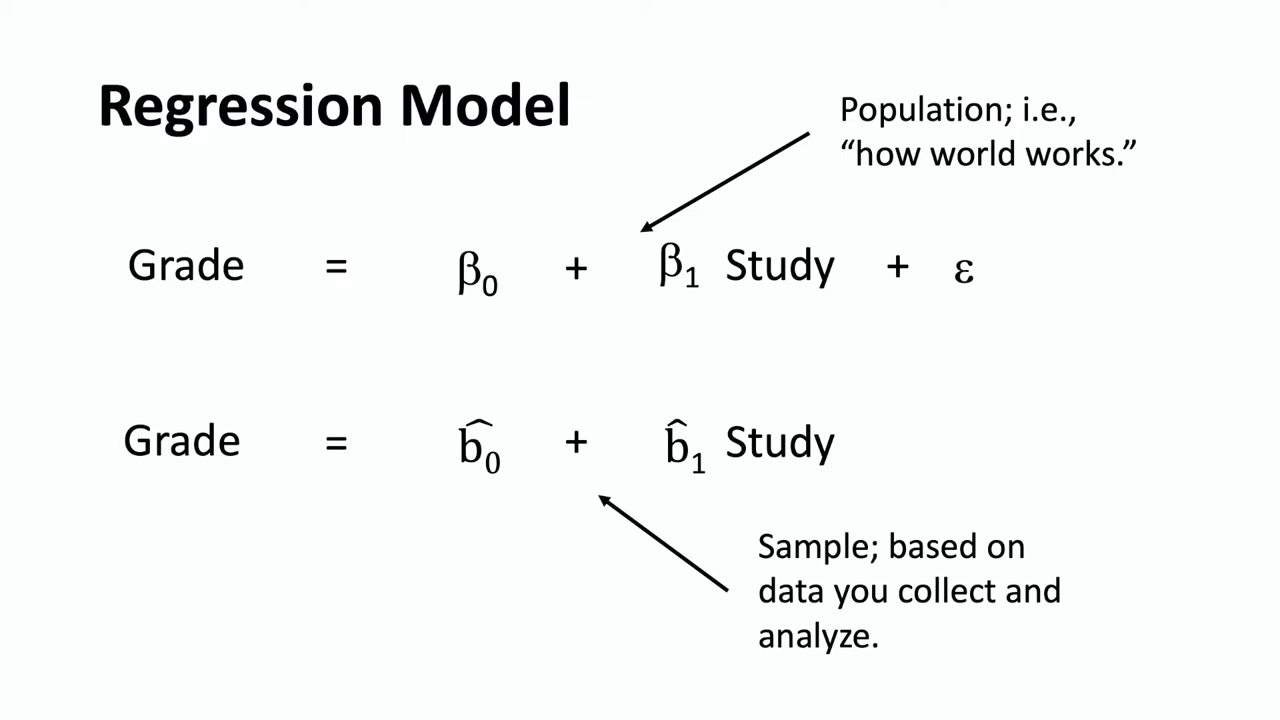 Regression Model
Population; i.e.,
“how world works.”
Grade = β₀ + β₁ Study + ε
Grade = b̂₀ + b̂₁ Study
Sample; based on
data you collect and
analyze.